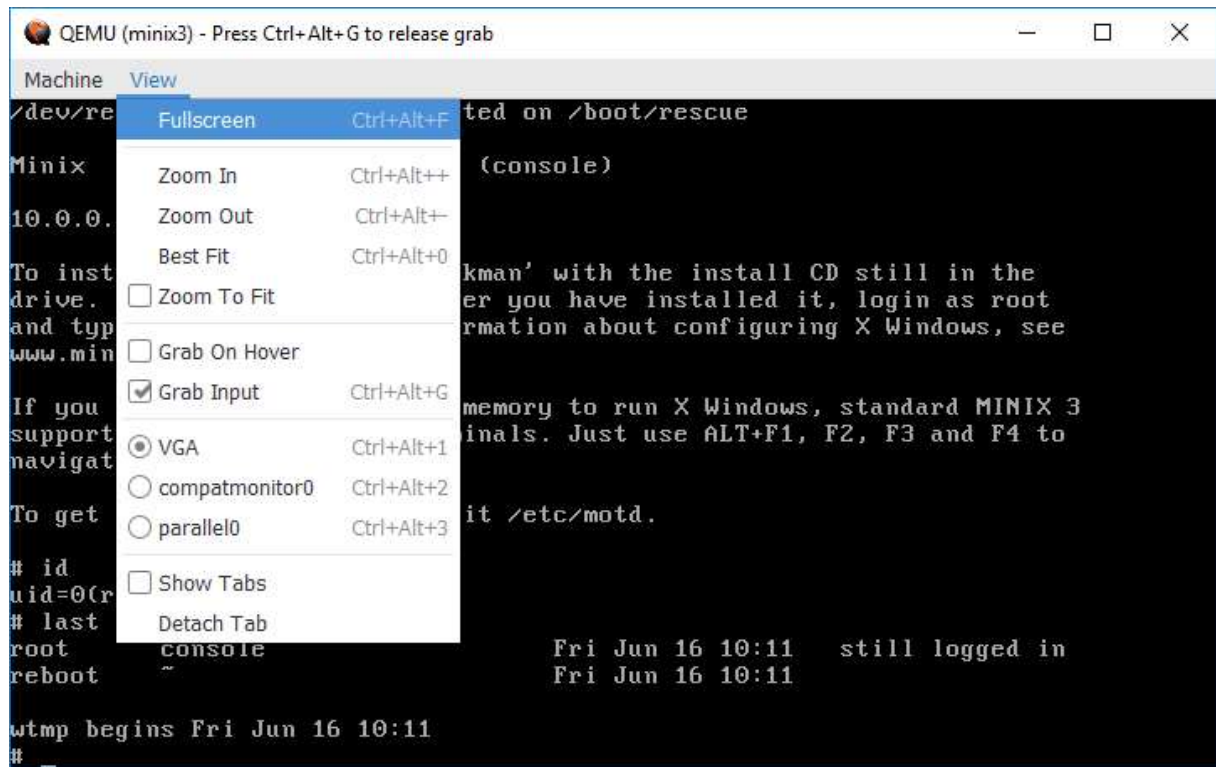 QEMU (minix3) - Press Ctrl+Alt+G to release grab
Machine View
Fullscreen Ctrl+Alt+F
Zoom In Ctrl+Alt++
Zoom Out Ctrl+Alt+-
Best Fit Ctrl+Alt+0
Zoom To Fit
Grab On Hover
Grab Input Ctrl+Alt+G
VGA Ctrl+Alt+1
compatmonitor0 Ctrl+Alt+2
parallel0 Ctrl+Alt+3
Show Tabs
Detach Tab
/dev/re ted on /boot/rescue
Minix (console)
10.0.0.
To inst kman' with the install CD still in the
drive. er you have installed it, login as root
and typ rmation about configuring X Windows, see
www.min
If you memory to run X Windows, standard MINIX 3
support inals. Just use ALT+F1, F2, F3 and F4 to
navigat
To get it /etc/motd.
# id
uid=0(r
# last
root console Fri Jun 16 10:11 still logged in
reboot ~ Fri Jun 16 10:11
wtmp begins Fri Jun 16 10:11
# _